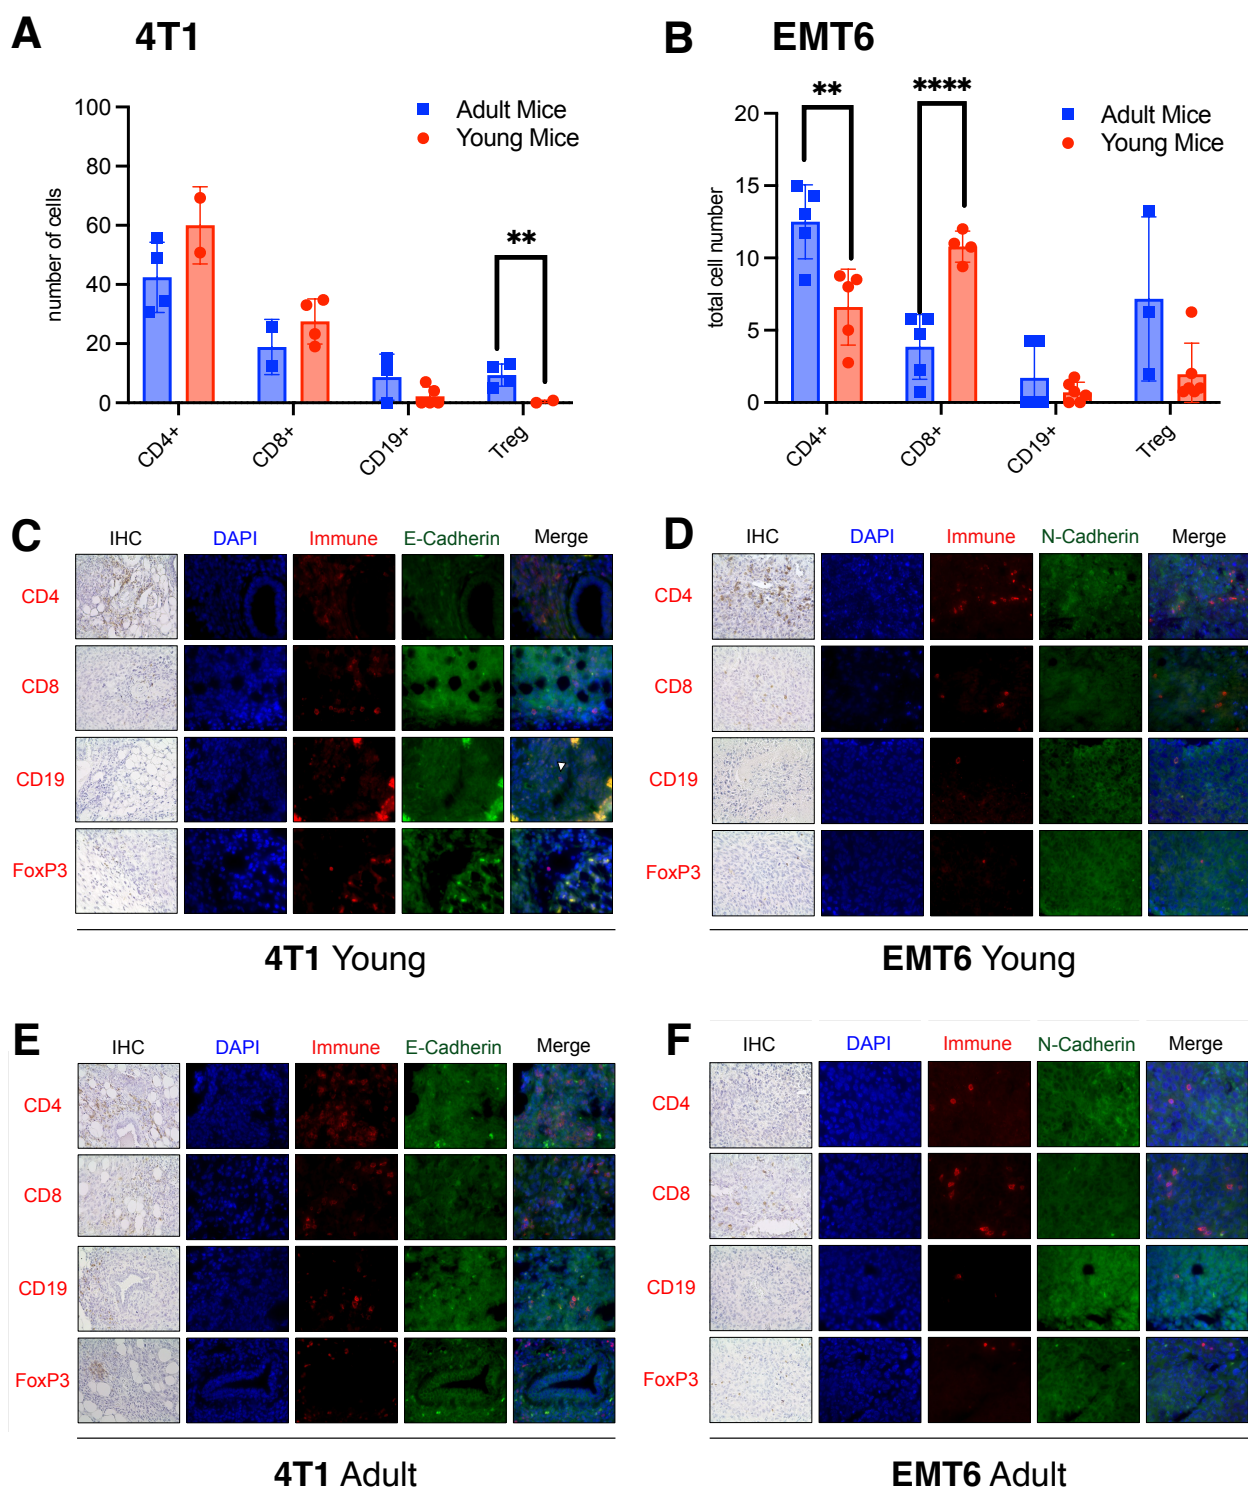 A 4T1
100
80
60
40
20
0
number of cells
Adult Mice
Young Mice
**
CD4+
CD8+
CD19+
Treg
B EMT6
20
15
10
5
0
total cell number
**
****
Adult Mice
Young Mice
CD4+
CD8+
CD19+
Treg
C
IHC DAPI Immune E-Cadherin Merge
CD4
CD8
CD19
FoxP3
4T1 Young
D
IHC DAPI Immune N-Cadherin Merge
CD4
CD8
CD19
FoxP3
EMT6 Young
E
IHC DAPI Immune E-Cadherin Merge
CD4
CD8
CD19
FoxP3
4T1 Adult
F
IHC DAPI Immune N-Cadherin Merge
CD4
CD8
CD19
FoxP3
EMT6 Adult